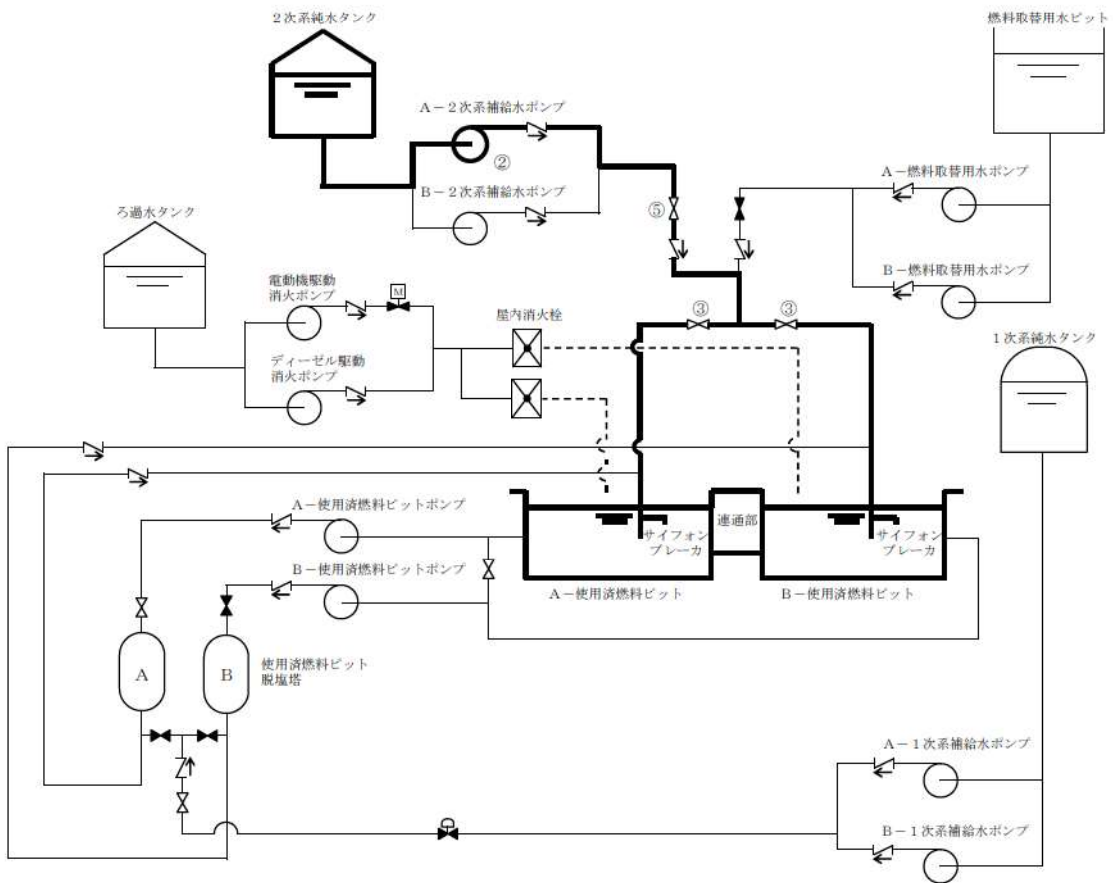 2次系純水タンク
燃料取替用水ピット
A-2次系補給水ポンプ
②
B-2次系補給水ポンプ
A-燃料取替用水ポンプ
⑤
ろ過水タンク
B-燃料取替用水ポンプ
電動機駆動
消火ポンプ
M
屋内消火栓
③
③
1次系純水タンク
ディーゼル駆動
消火ポンプ
A-使用済燃料ピットポンプ
連通部
サイフォン
ブレーカ
サイフォン
ブレーカ
B-使用済燃料ピットポンプ
A-使用済燃料ピット
B-使用済燃料ピット
A
B
使用済燃料ピット
脱塩塔
A-1次系補給水ポンプ
B-1次系補給水ポンプ